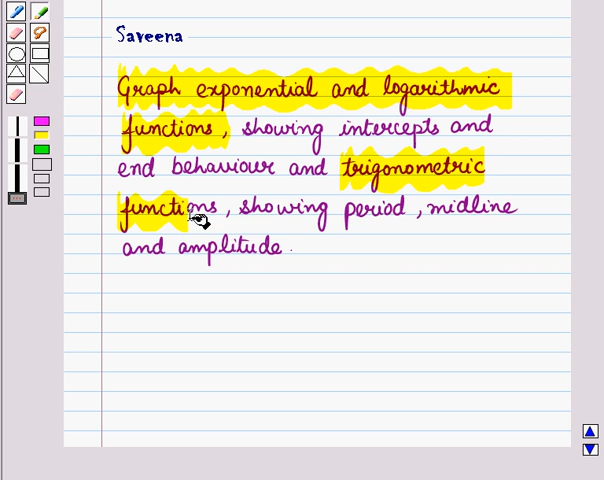 Saveena
Graph exponential and logarithmic
functions, showing intercepts and
end behaviour and trigonometric
functions, showing period, midline
and amplitude.